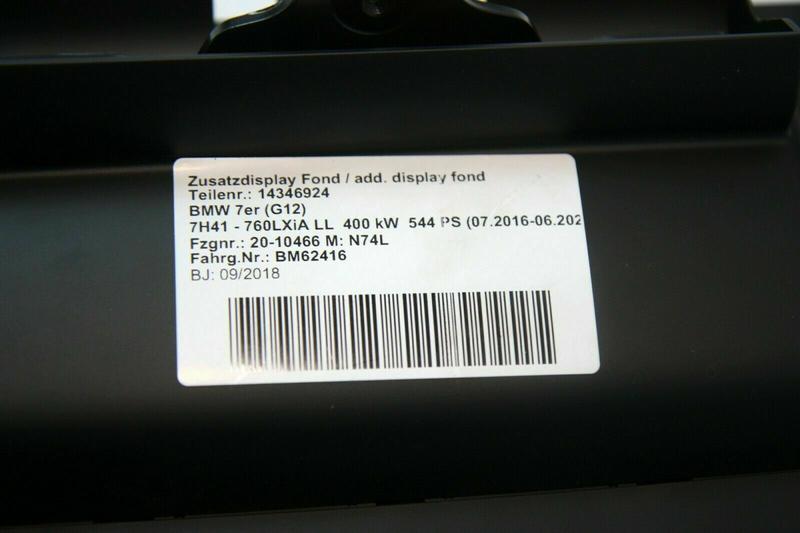 Zusatzdisplay Fond / add. display fond
Teilenr.: 14346924
BMW 7er (G12)
7H41 - 760LXiA LL 400 kW 544 PS (07.2016-06.202
Fzgnr.: 20-10466 M: N74L
Fahrg.Nr.: BM62416
BJ: 09/2018